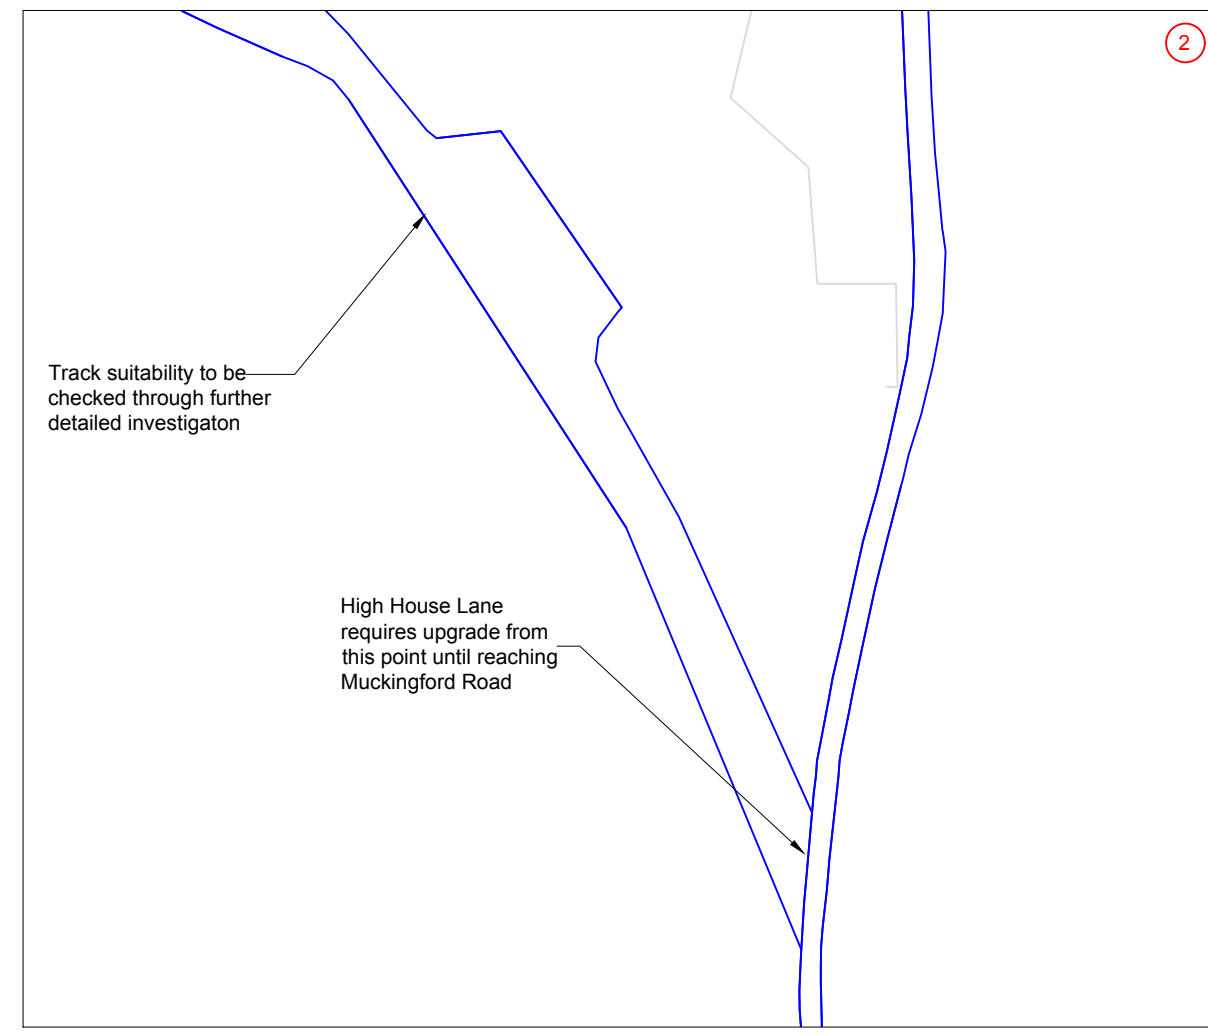 2
Track suitability to be
checked through further
detailed investigaton
High House Lane
requires upgrade from
this point until reaching
Muckingford Road